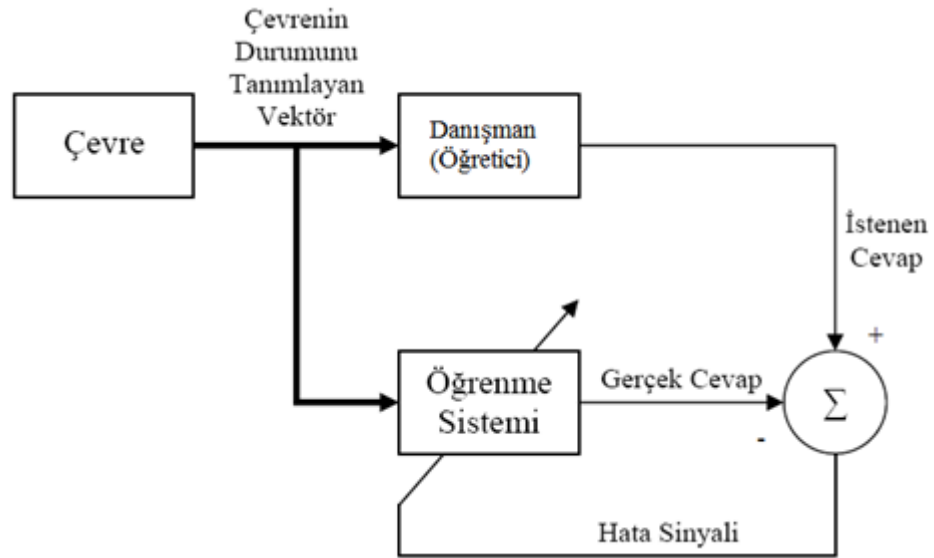 Çevrenin
Durumunu
Tanımlayan
Vektör
Çevre
Danışman
(Öğretici)
İstenen
Cevap
+
Öğrenme
Sistemi
Gerçek Cevap
Σ
-
Hata Sinyali